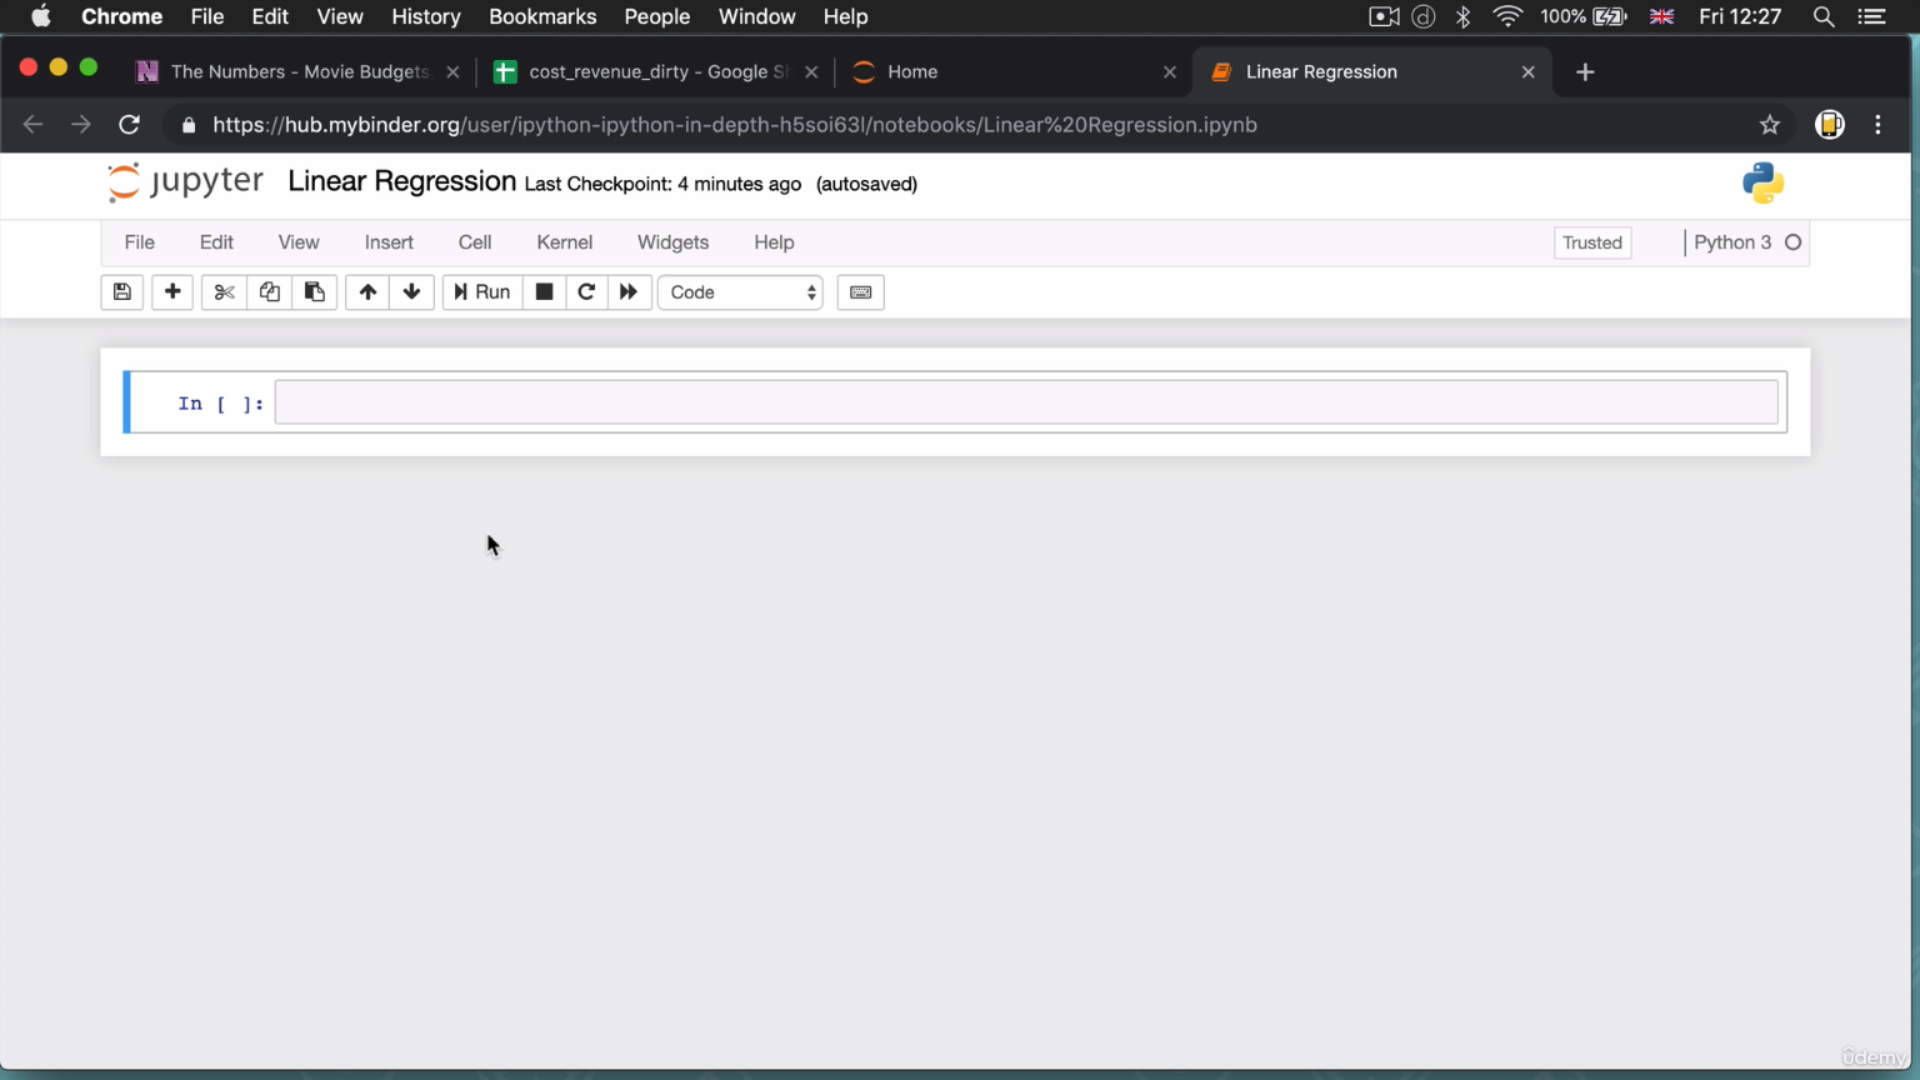 Chrome File Edit View History Bookmarks People Window Help 100% Fri 12:27
The Numbers - Movie Budgets cost_revenue_dirty - Google Sh Home Linear Regression
https://hub.mybinder.org/user/ipython-ipython-in-depth-h5soi63l/notebooks/Linear%20Regression.ipynb
jupyter Linear Regression Last Checkpoint: 4 minutes ago (autosaved)
File Edit View Insert Cell Kernel Widgets Help Trusted Python 3
Run Code
In [ ]:
ûdemy